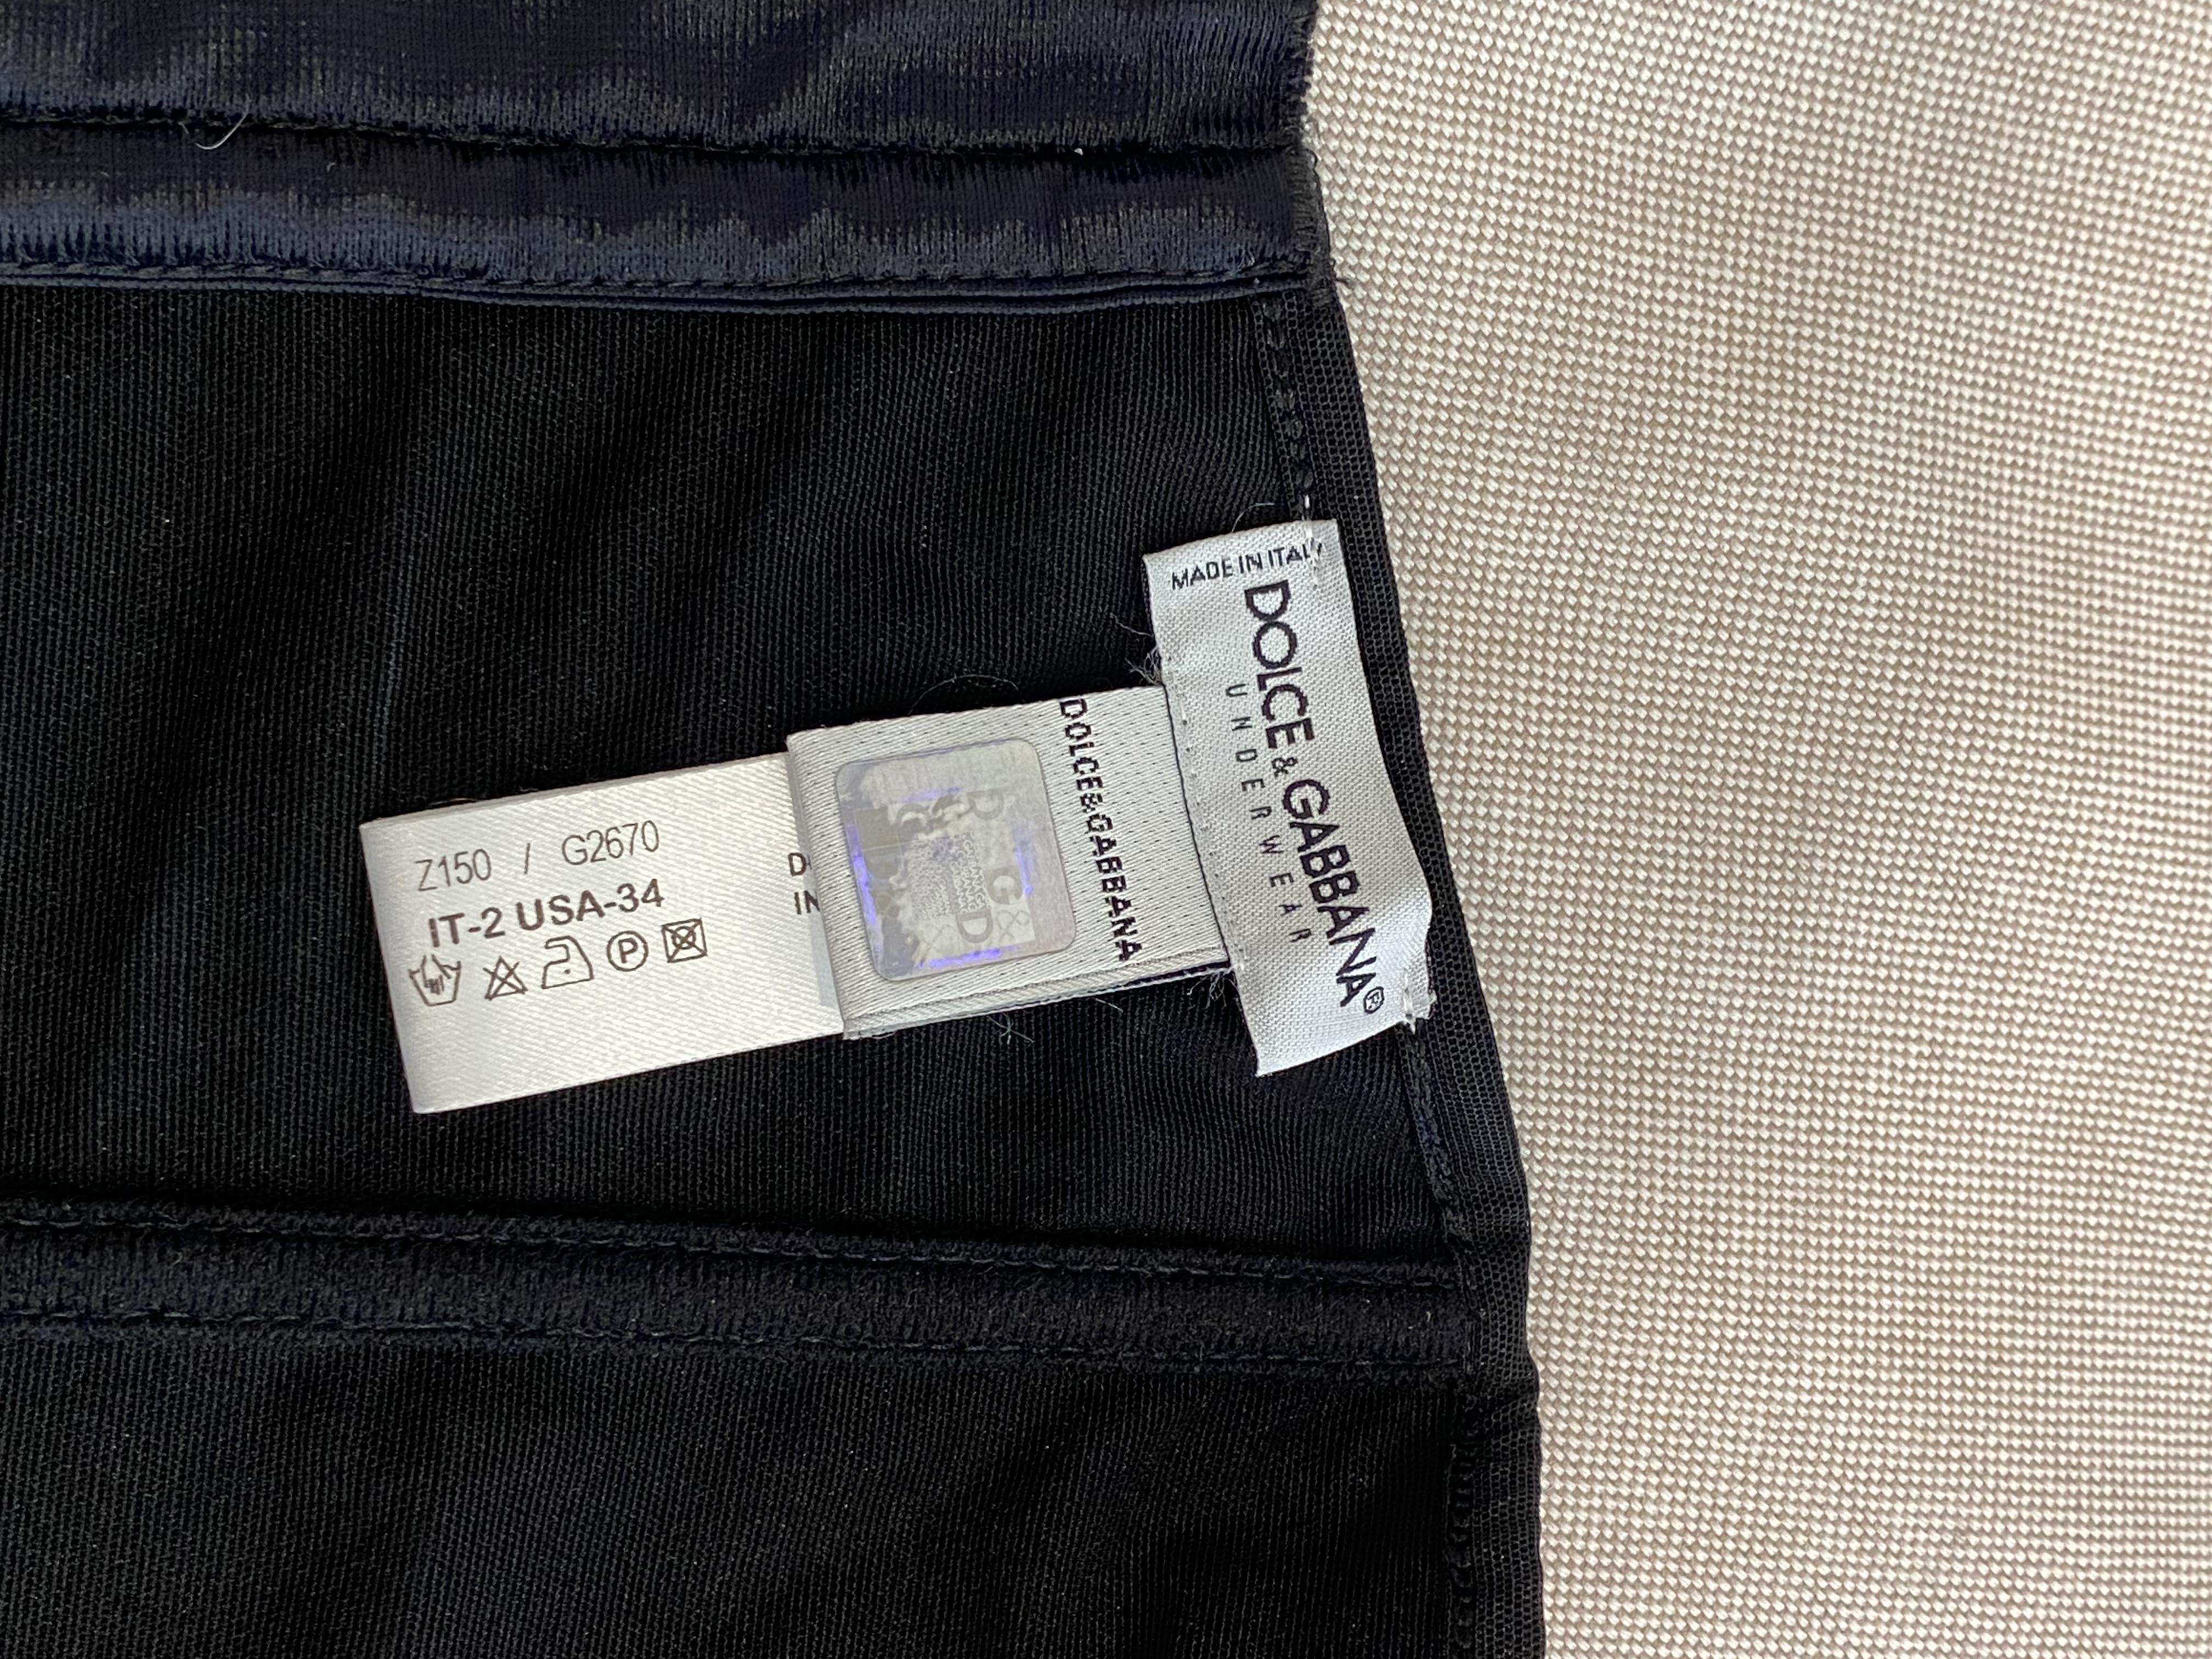 MADE IN ITALY
DOLCE&GABBANA®
UNDERWEAR
DOLCE&GABBANA
Z150 / G2670
IT-2 USA-34
P